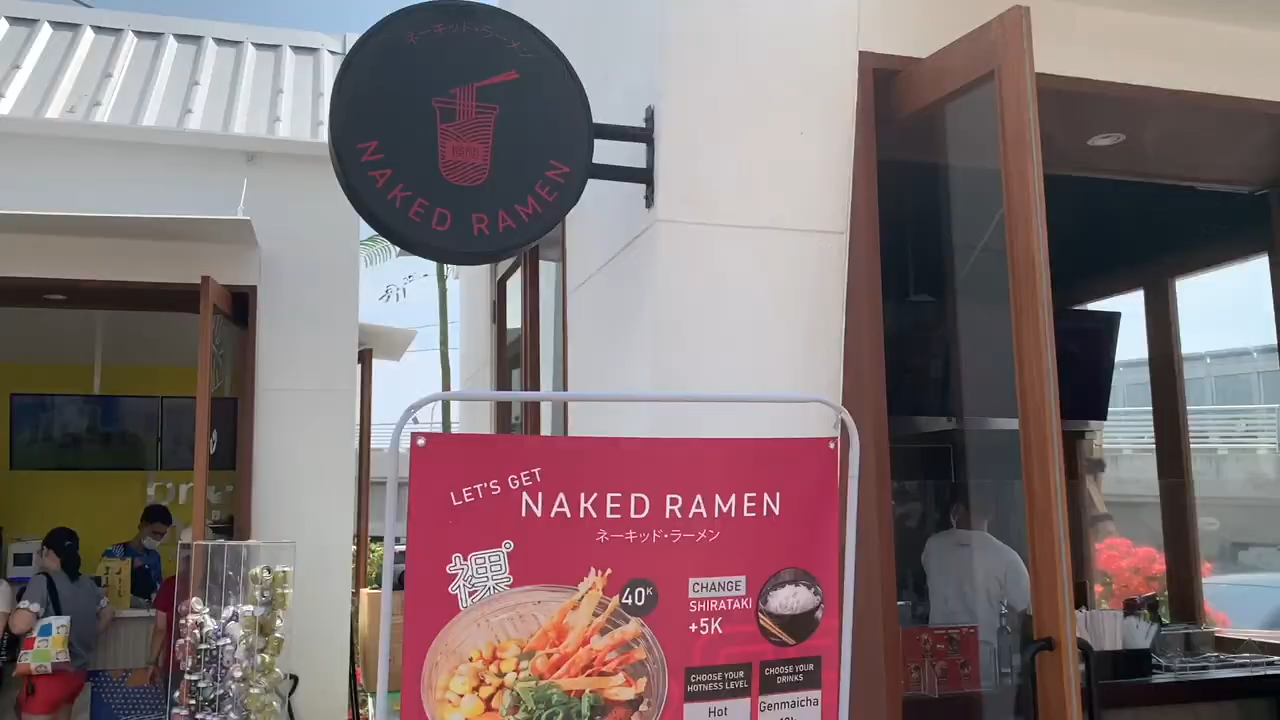 ネーキッド・ラーメン
NAKED RAMEN
LET'S GET
NAKED RAMEN
ネーキッド・ラーメン
裸
40K
CHANGE
SHIRATAKI
+5K
CHOOSE YOUR
HOTNESS LEVEL
Hot
CHOOSE YOUR
DRINKS
Genmaicha